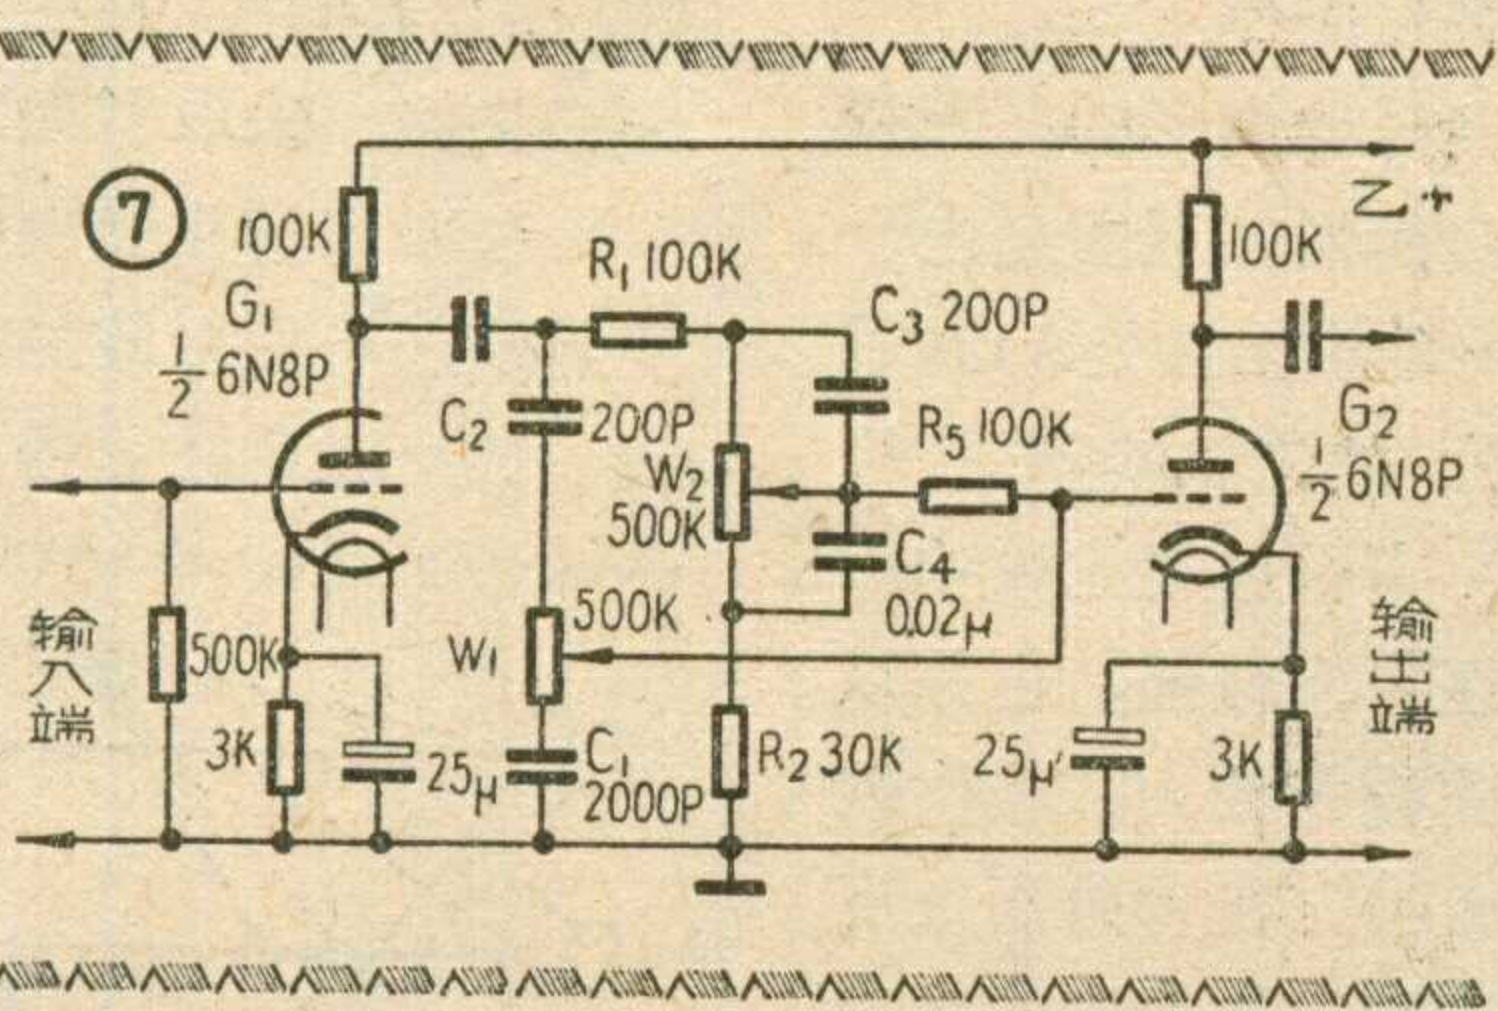 7
乙+
100K
100K
R₁ 100K
G₁
C₃ 200P
½ 6N8P
G₂
C₂
200P
R₅ 100K
½ 6N8P
W₂
500K
C₄
0.02μ
500K
输入端
500K
W₁
输出端
3K
25μ
C₁
2000P
R₂ 30K
25μ
3K